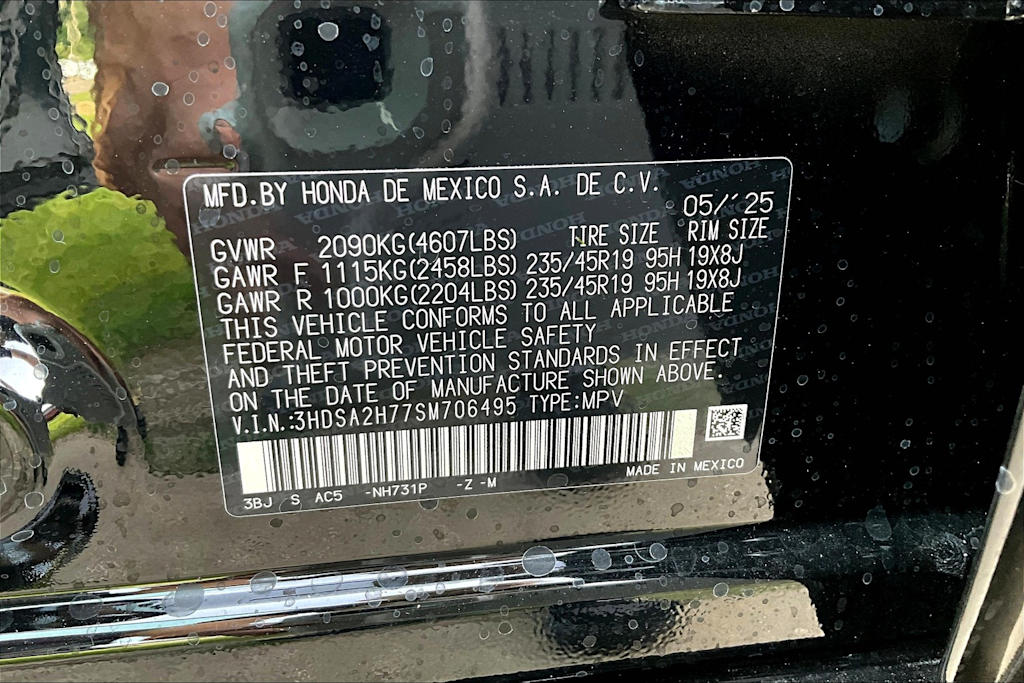 MFD.BY HONDA DE MEXICO S.A. DE C.V.
05/'25
GVWR 2090KG(4607LBS) TIRE SIZE RIM SIZE
GAWR F 1115KG(2458LBS) 235/45R19 95H 19X8J
GAWR R 1000KG(2204LBS) 235/45R19 95H 19X8J
THIS VEHICLE CONFORMS TO ALL APPLICABLE
FEDERAL MOTOR VEHICLE SAFETY
AND THEFT PREVENTION STANDARDS IN EFFECT
ON THE DATE OF MANUFACTURE SHOWN ABOVE.
V.I.N.:3HDSA2H77SM706495 TYPE:MPV
MADE IN MEXICO
3BJ /S AC5 -NH731P -Z -M